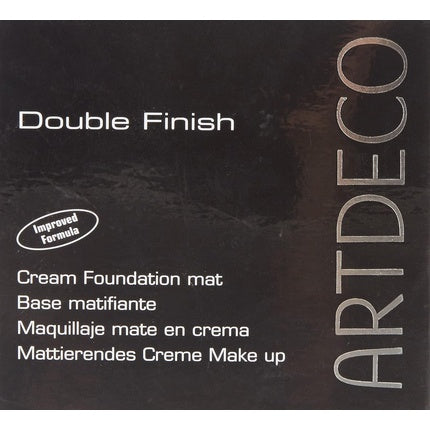 Double Finish
Improved
Formula
Cream Foundation mat
Base matifiante
Maquillaje mate en crema
Mattierendes Creme Make up
ARTDECO